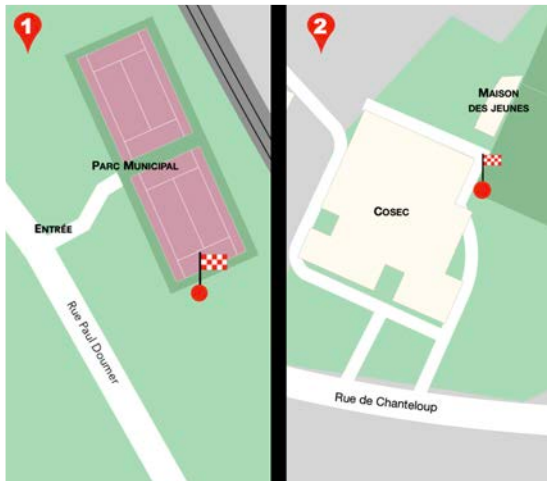 1
2
MAISON
DES JEUNES
PARC MUNICIPAL
COSEC
ENTRÉE
Rue Paul Doumer
Rue de Chanteloup